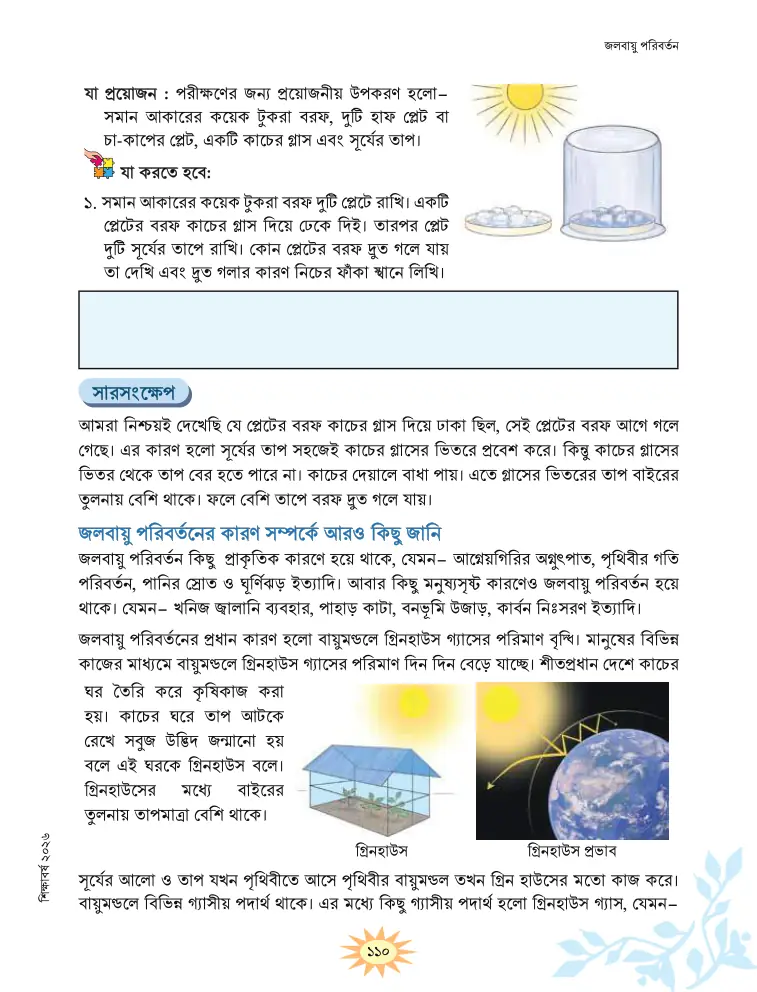 জলবায়ু পরিবর্তন
যা প্রয়োজন : পরীক্ষণের জন্য প্রয়োজনীয় উপকরণ হলো–
সমান আকারের কয়েক টুকরা বরফ, দুটি হাফ প্লেট বা
চা-কাপের প্লেট, একটি কাচের গ্লাস এবং সূর্যের তাপ।
যা করতে হবে:
১. সমান আকারের কয়েক টুকরা বরফ দুটি প্লেটে রাখি। একটি
প্লেটের বরফ কাচের গ্লাস দিয়ে ঢেকে দিই। তারপর প্লেট
দুটি সূর্যের তাপে রাখি। কোন প্লেটের বরফ দ্রুত গলে যায়
তা দেখি এবং দ্রুত গলার কারণ নিচের ফাঁকা স্থানে লিখি।
সারসংক্ষেপ
আমরা নিশ্চয়ই দেখেছি যে প্লেটের বরফ কাচের গ্লাস দিয়ে ঢাকা ছিল, সেই প্লেটের বরফ আগে গলে
গেছে। এর কারণ হলো সূর্যের তাপ সহজেই কাচের গ্লাসের ভিতরে প্রবেশ করে। কিন্তু কাচের গ্লাসের
ভিতর থেকে তাপ বের হতে পারে না। কাচের দেয়ালে বাধা পায়। এতে গ্লাসের ভিতরের তাপ বাইরের
তুলনায় বেশি থাকে। ফলে বেশি তাপে বরফ দ্রুত গলে যায়।
জলবায়ু পরিবর্তনের কারণ সম্পর্কে আরও কিছু জানি
জলবায়ু পরিবর্তন কিছু প্রাকৃতিক কারণে হয়ে থাকে, যেমন– আগ্নেয়গিরির অগ্নুৎপাত, পৃথিবীর গতি
পরিবর্তন, পানির স্রোত ও ঘূর্ণিঝড় ইত্যাদি। আবার কিছু মনুষ্যসৃষ্ট কারণেও জলবায়ু পরিবর্তন হয়ে
থাকে। যেমন– খনিজ জ্বালানি ব্যবহার, পাহাড় কাটা, বনভূমি উজাড়, কার্বন নিঃসরণ ইত্যাদি।
জলবায়ু পরিবর্তনের প্রধান কারণ হলো বায়ুমণ্ডলে গ্রিনহাউস গ্যাসের পরিমাণ বৃদ্ধি। মানুষের বিভিন্ন
কাজের মাধ্যমে বায়ুমণ্ডলে গ্রিনহাউস গ্যাসের পরিমাণ দিন দিন বেড়ে যাচ্ছে। শীতপ্রধান দেশে কাচের
ঘর তৈরি করে কৃষিকাজ করা
হয়। কাচের ঘরে তাপ আটকে
রেখে সবুজ উদ্ভিদ জন্মানো হয়
বলে এই ঘরকে গ্রিনহাউস বলে।
গ্রিনহাউসের মধ্যে বাইরের
তুলনায় তাপমাত্রা বেশি থাকে।
গ্রিনহাউস
গ্রিনহাউস প্রভাব
সূর্যের আলো ও তাপ যখন পৃথিবীতে আসে পৃথিবীর বায়ুমণ্ডল তখন গ্রিন হাউসের মতো কাজ করে।
বায়ুমণ্ডলে বিভিন্ন গ্যাসীয় পদার্থ থাকে। এর মধ্যে কিছু গ্যাসীয় পদার্থ হলো গ্রিনহাউস গ্যাস, যেমন–
শিক্ষাবর্ষ ২০২৬
১১০